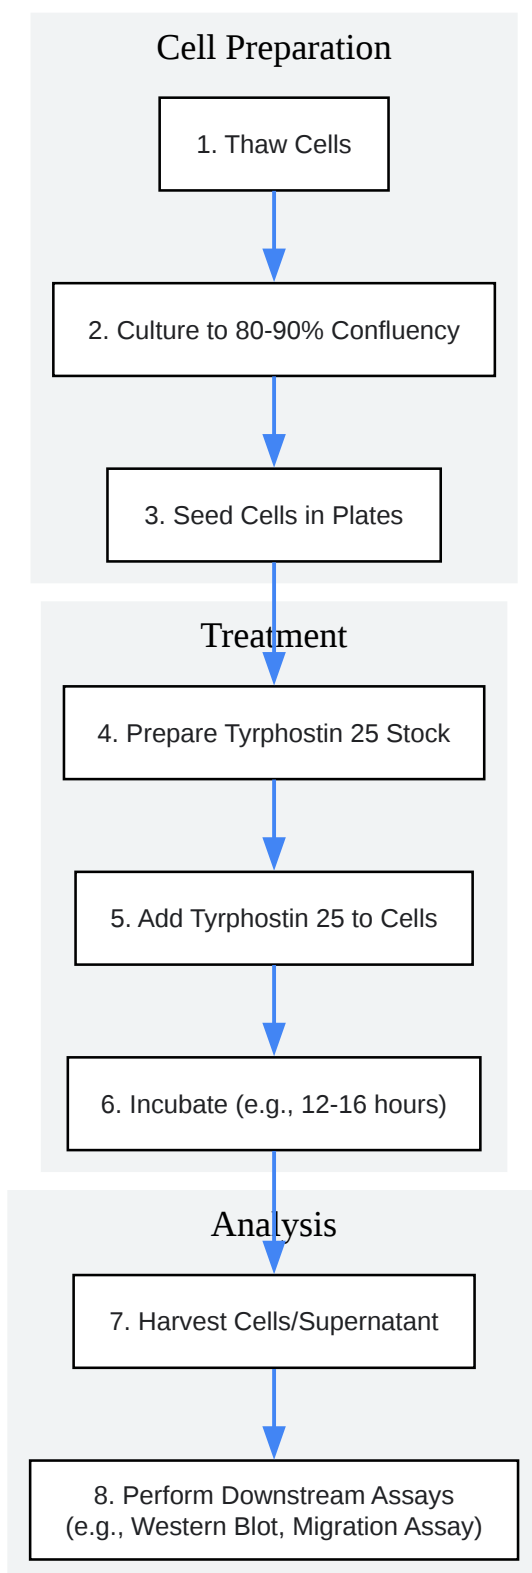 Cell Preparation
1. Thaw Cells
2. Culture to 80-90% Confluency
3. Seed Cells in Plates
Treatment
4. Prepare Tyrphostin 25 Stock
5. Add Tyrphostin 25 to Cells
6. Incubate (e.g., 12-16 hours)
Analysis
7. Harvest Cells/Supernatant
8. Perform Downstream Assays
(e.g., Western Blot, Migration Assay)